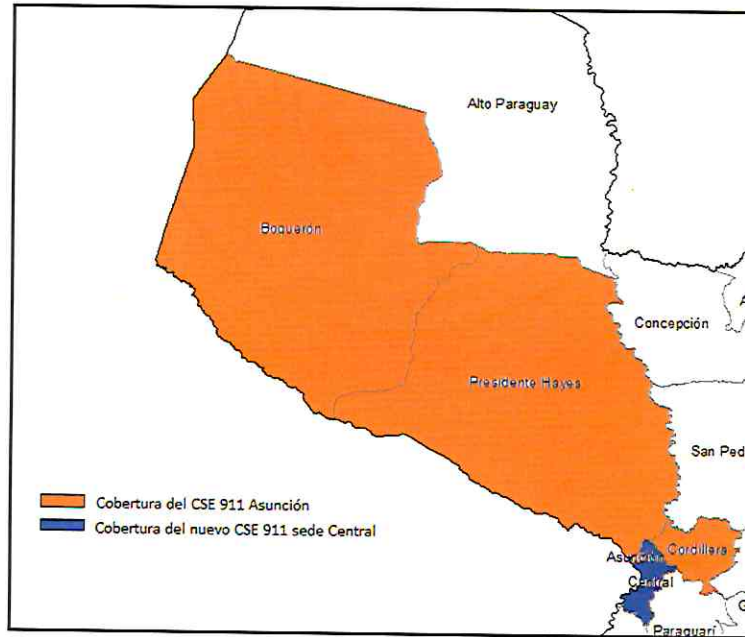 Alto Paraguay
Boquerón
Concepción
Presidente Hayes
San Ped
Cobertura del CSE 911 Asunción
Cobertura del nuevo CSE 911 sede Central
Cordillera
Asunción
Central
Paraguarí